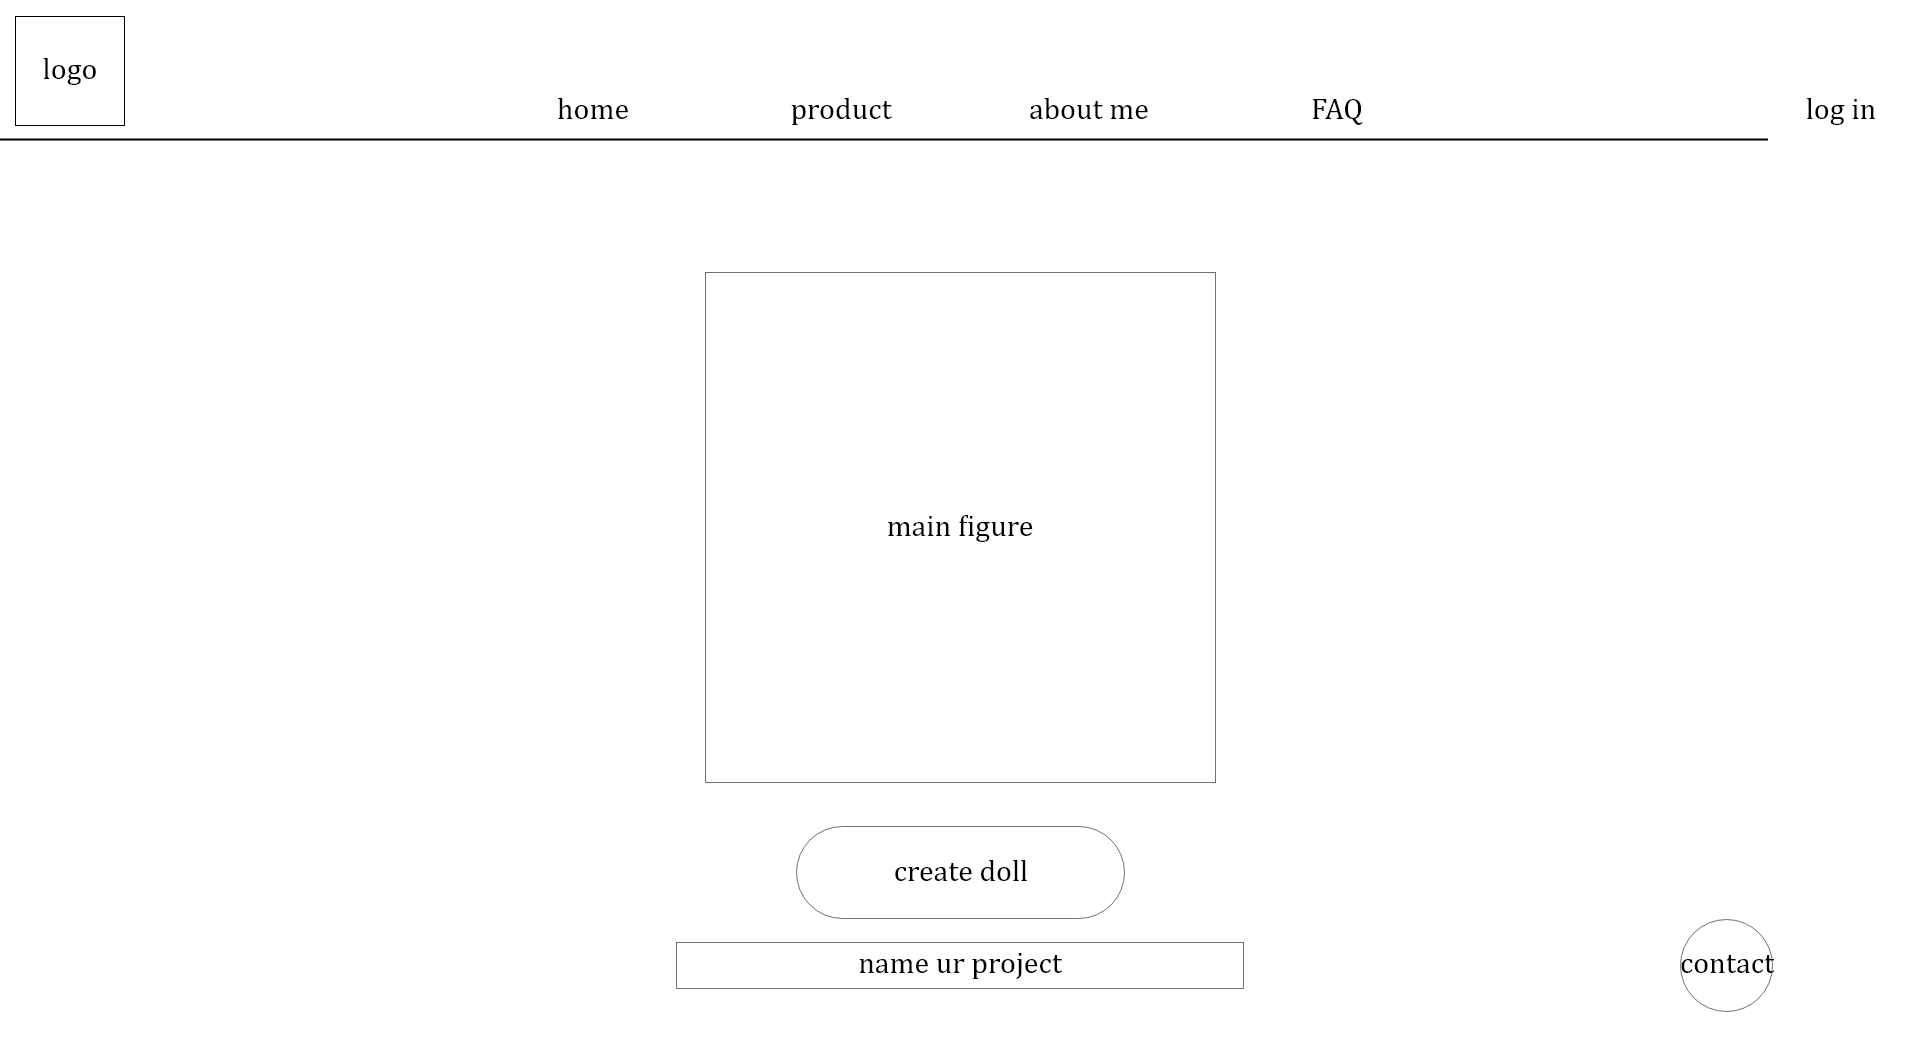 logo
home
product
about me
FAQ
log in
main figure
create doll
name ur project
contact